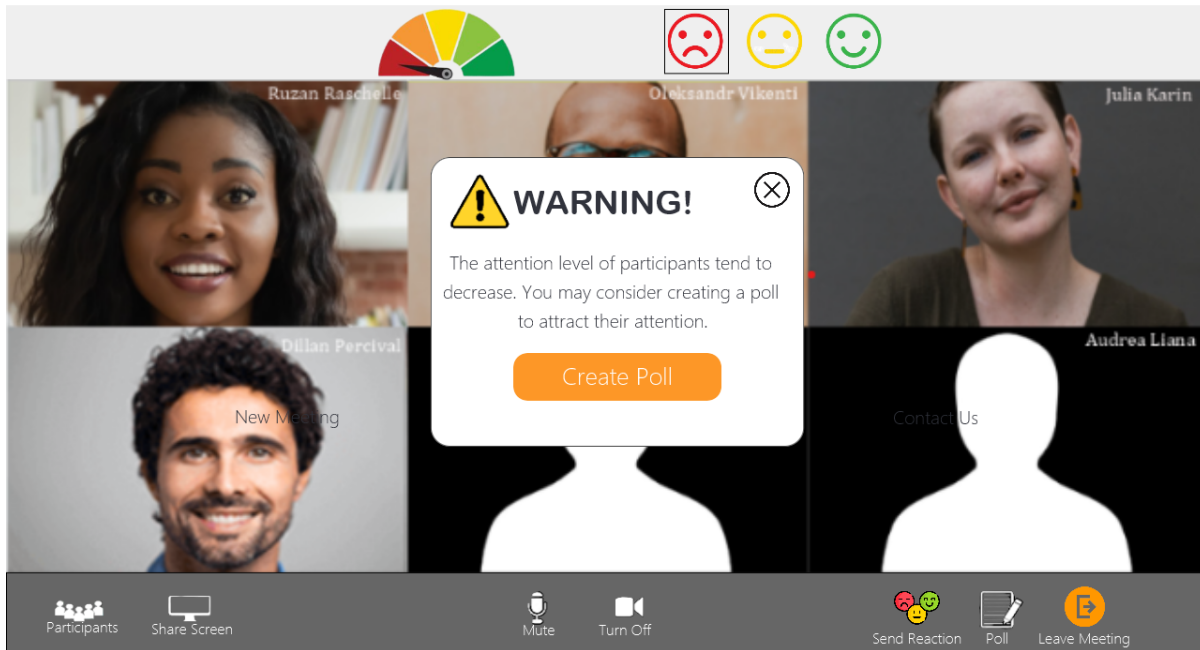 Ruzan Raschelle
Oleksandr Vikenti
Julia Karin
WARNING!
The attention level of participants tend to
decrease. You may consider creating a poll
to attract their attention.
Create Poll
Dillan Percival
Audrea Liana
New Meeting
Contact Us
Participants
Share Screen
Mute
Turn Off
Send Reaction
Poll
Leave Meeting